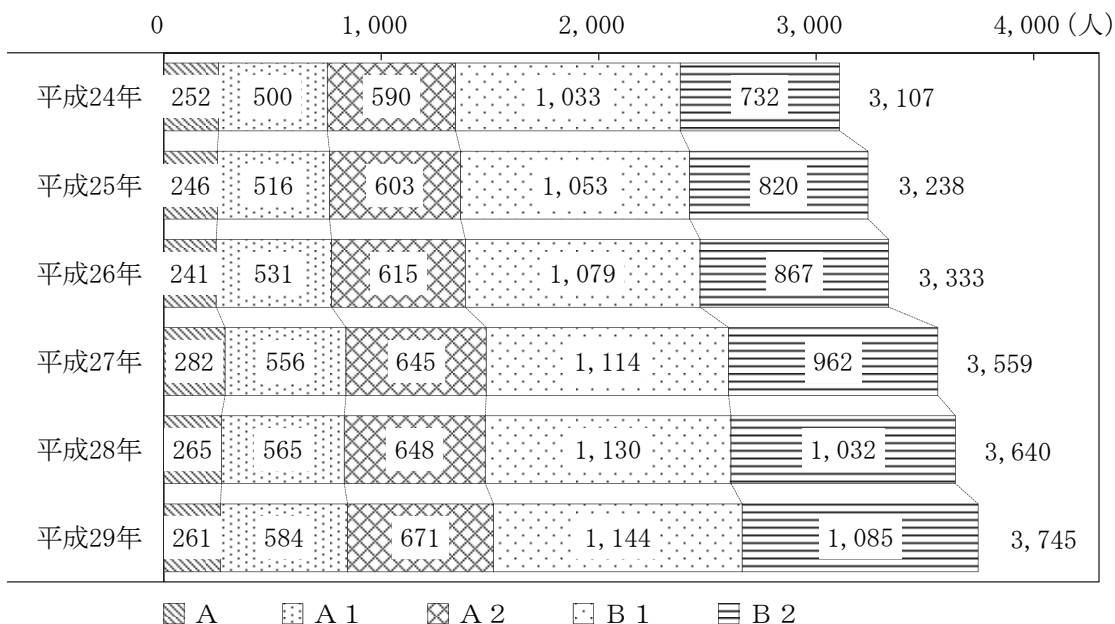 0 1,000 2,000 3,000 4,000 (人)
平成24年 252 500 590 1,033 732 3,107
平成25年 246 516 603 1,053 820 3,238
平成26年 241 531 615 1,079 867 3,333
平成27年 282 556 645 1,114 962 3,559
平成28年 265 565 648 1,130 1,032 3,640
平成29年 261 584 671 1,144 1,085 3,745
A A1 A2 B1 B2